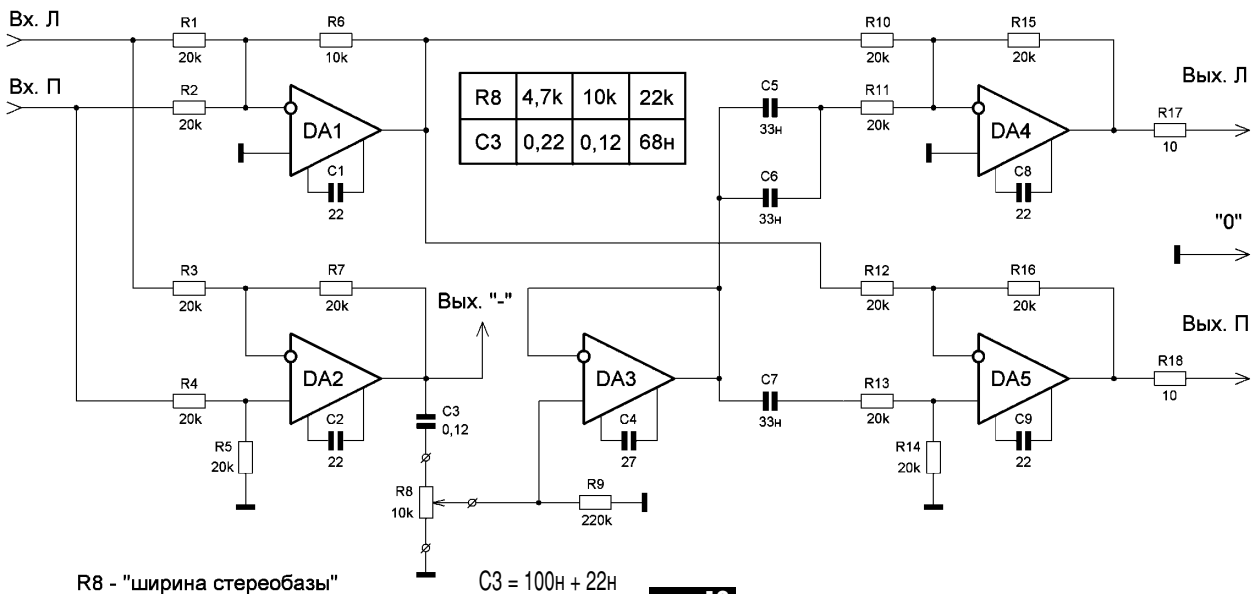 Вх. Л
R1
20k
R6
10k
R10
20k
R15
20k
Вх. П
R2
20k
DA1
C1
22
R8 4,7k 10k 22k
C3 0,22 0,12 68н
C5
33н
R11
20k
C6
33н
DA4
C8
22
Вых. Л
R17
10
"0"
R3
20k
R7
20k
Вых. "-"
R12
20k
R16
20k
Вых. П
R4
20k
R5
20k
DA2
C2
22
C3
0,12
DA3
C4
27
C7
33н
R13
20k
R14
20k
DA5
C9
22
R18
10
R8
10k
R9
220k
R8 - "ширина стереобазы"
C3 = 100н + 22н